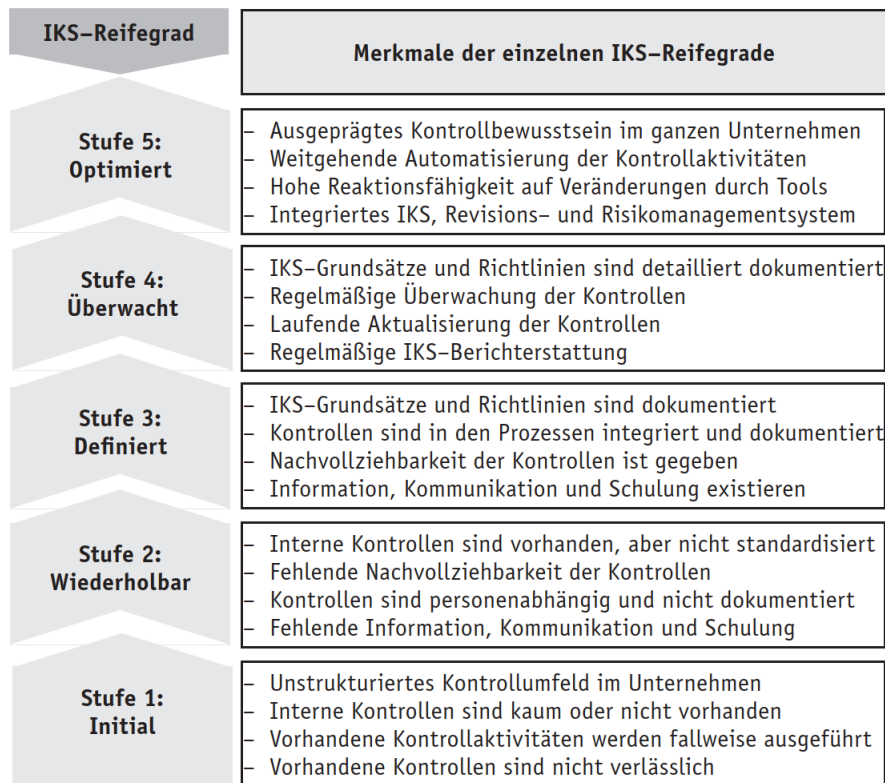 IKS–Reifegrad
Merkmale der einzelnen IKS–Reifegrade
Stufe 5:
Optimiert
– Ausgeprägtes Kontrollbewusstsein im ganzen Unternehmen
– Weitgehende Automatisierung der Kontrollaktivitäten
– Hohe Reaktionsfähigkeit auf Veränderungen durch Tools
– Integriertes IKS, Revisions– und Risikomanagementsystem
Stufe 4:
Überwacht
– IKS–Grundsätze und Richtlinien sind detailliert dokumentiert
– Regelmäßige Überwachung der Kontrollen
– Laufende Aktualisierung der Kontrollen
– Regelmäßige IKS–Berichterstattung
Stufe 3:
Definiert
– IKS–Grundsätze und Richtlinien sind dokumentiert
– Kontrollen sind in den Prozessen integriert und dokumentiert
– Nachvollziehbarkeit der Kontrollen ist gegeben
– Information, Kommunikation und Schulung existieren
Stufe 2:
Wiederholbar
– Interne Kontrollen sind vorhanden, aber nicht standardisiert
– Fehlende Nachvollziehbarkeit der Kontrollen
– Kontrollen sind personenabhängig und nicht dokumentiert
– Fehlende Information, Kommunikation und Schulung
Stufe 1:
Initial
– Unstrukturiertes Kontrollumfeld im Unternehmen
– Interne Kontrollen sind kaum oder nicht vorhanden
– Vorhandene Kontrollaktivitäten werden fallweise ausgeführt
– Vorhandene Kontrollen sind nicht verlässlich